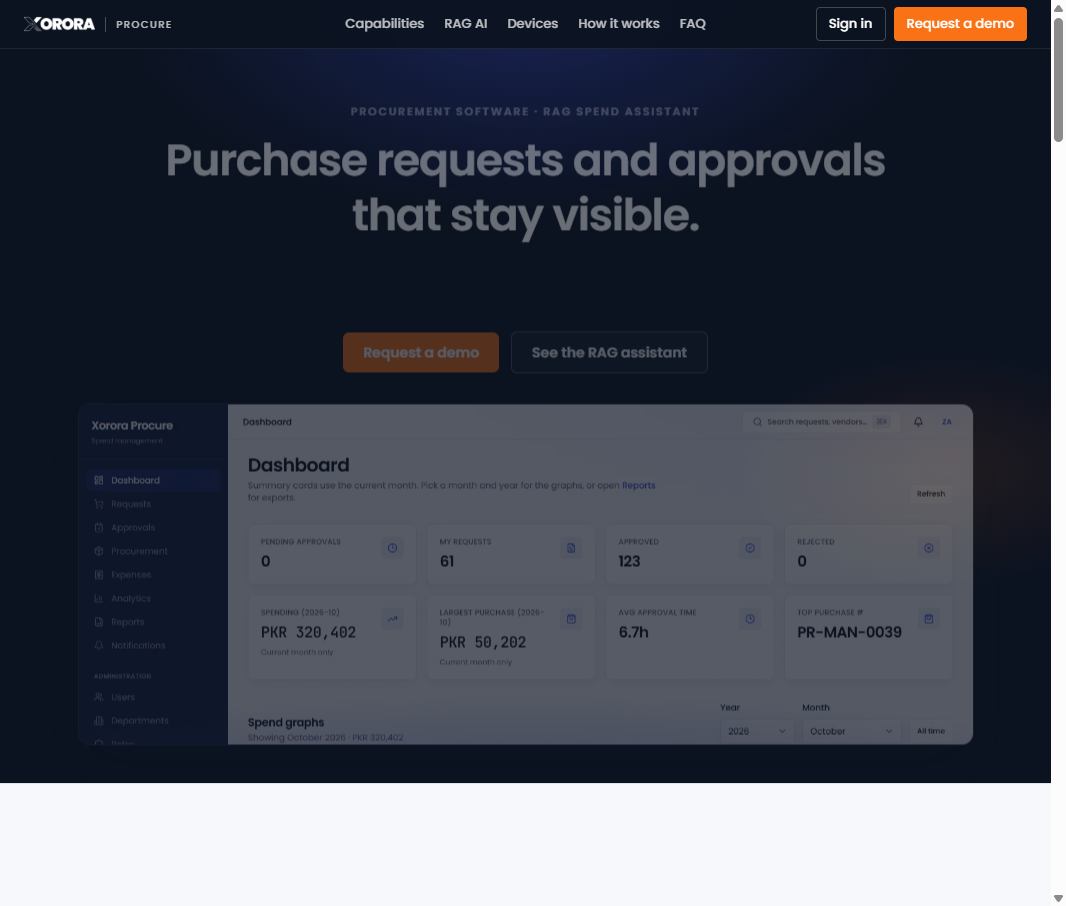 XORORA PROCURE
Capabilities RAG AI Devices How it works FAQ
Sign in Request a demo
PROCUREMENT SOFTWARE · RAG SPEND ASSISTANT
Purchase requests and approvals
that stay visible.
Request a demo See the RAG assistant
Xorora Procure
Spend management
Dashboard
Requests
Approvals
Procurement
Expenses
Analytics
Reports
Notifications
ADMINISTRATION
Users
Departments
Dashboard
Search requests, vendors... ⌘K
ZA
Dashboard
Summary cards use the current month. Pick a month and year for the graphs, or open Reports
for exports.
Refresh
PENDING APPROVALS
0
MY REQUESTS
61
APPROVED
123
REJECTED
0
SPENDING (2026-10)
PKR 320,402
Current month only
LARGEST PURCHASE (2026-
10)
PKR 50,202
Current month only
AVG APPROVAL TIME
6.7h
TOP PURCHASE #
PR-MAN-0039
Spend graphs
Showing October 2026 · PKR 320,402
Year
2026
Month
October
All time